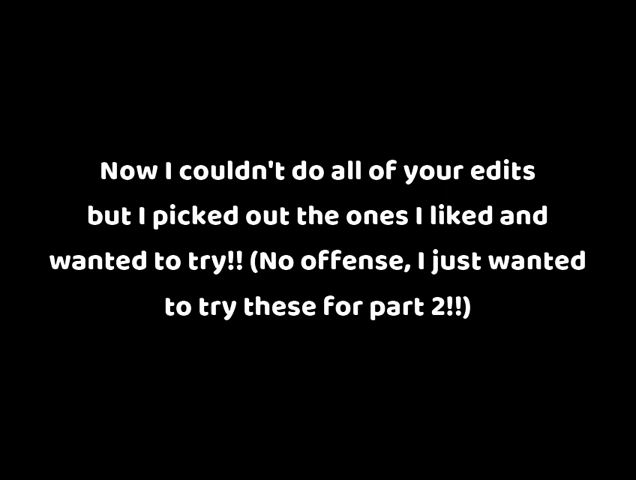 Now I couldn't do all of your edits
but I picked out the ones I liked and
wanted to try!! (No offense, I just wanted
to try these for part 2!!)